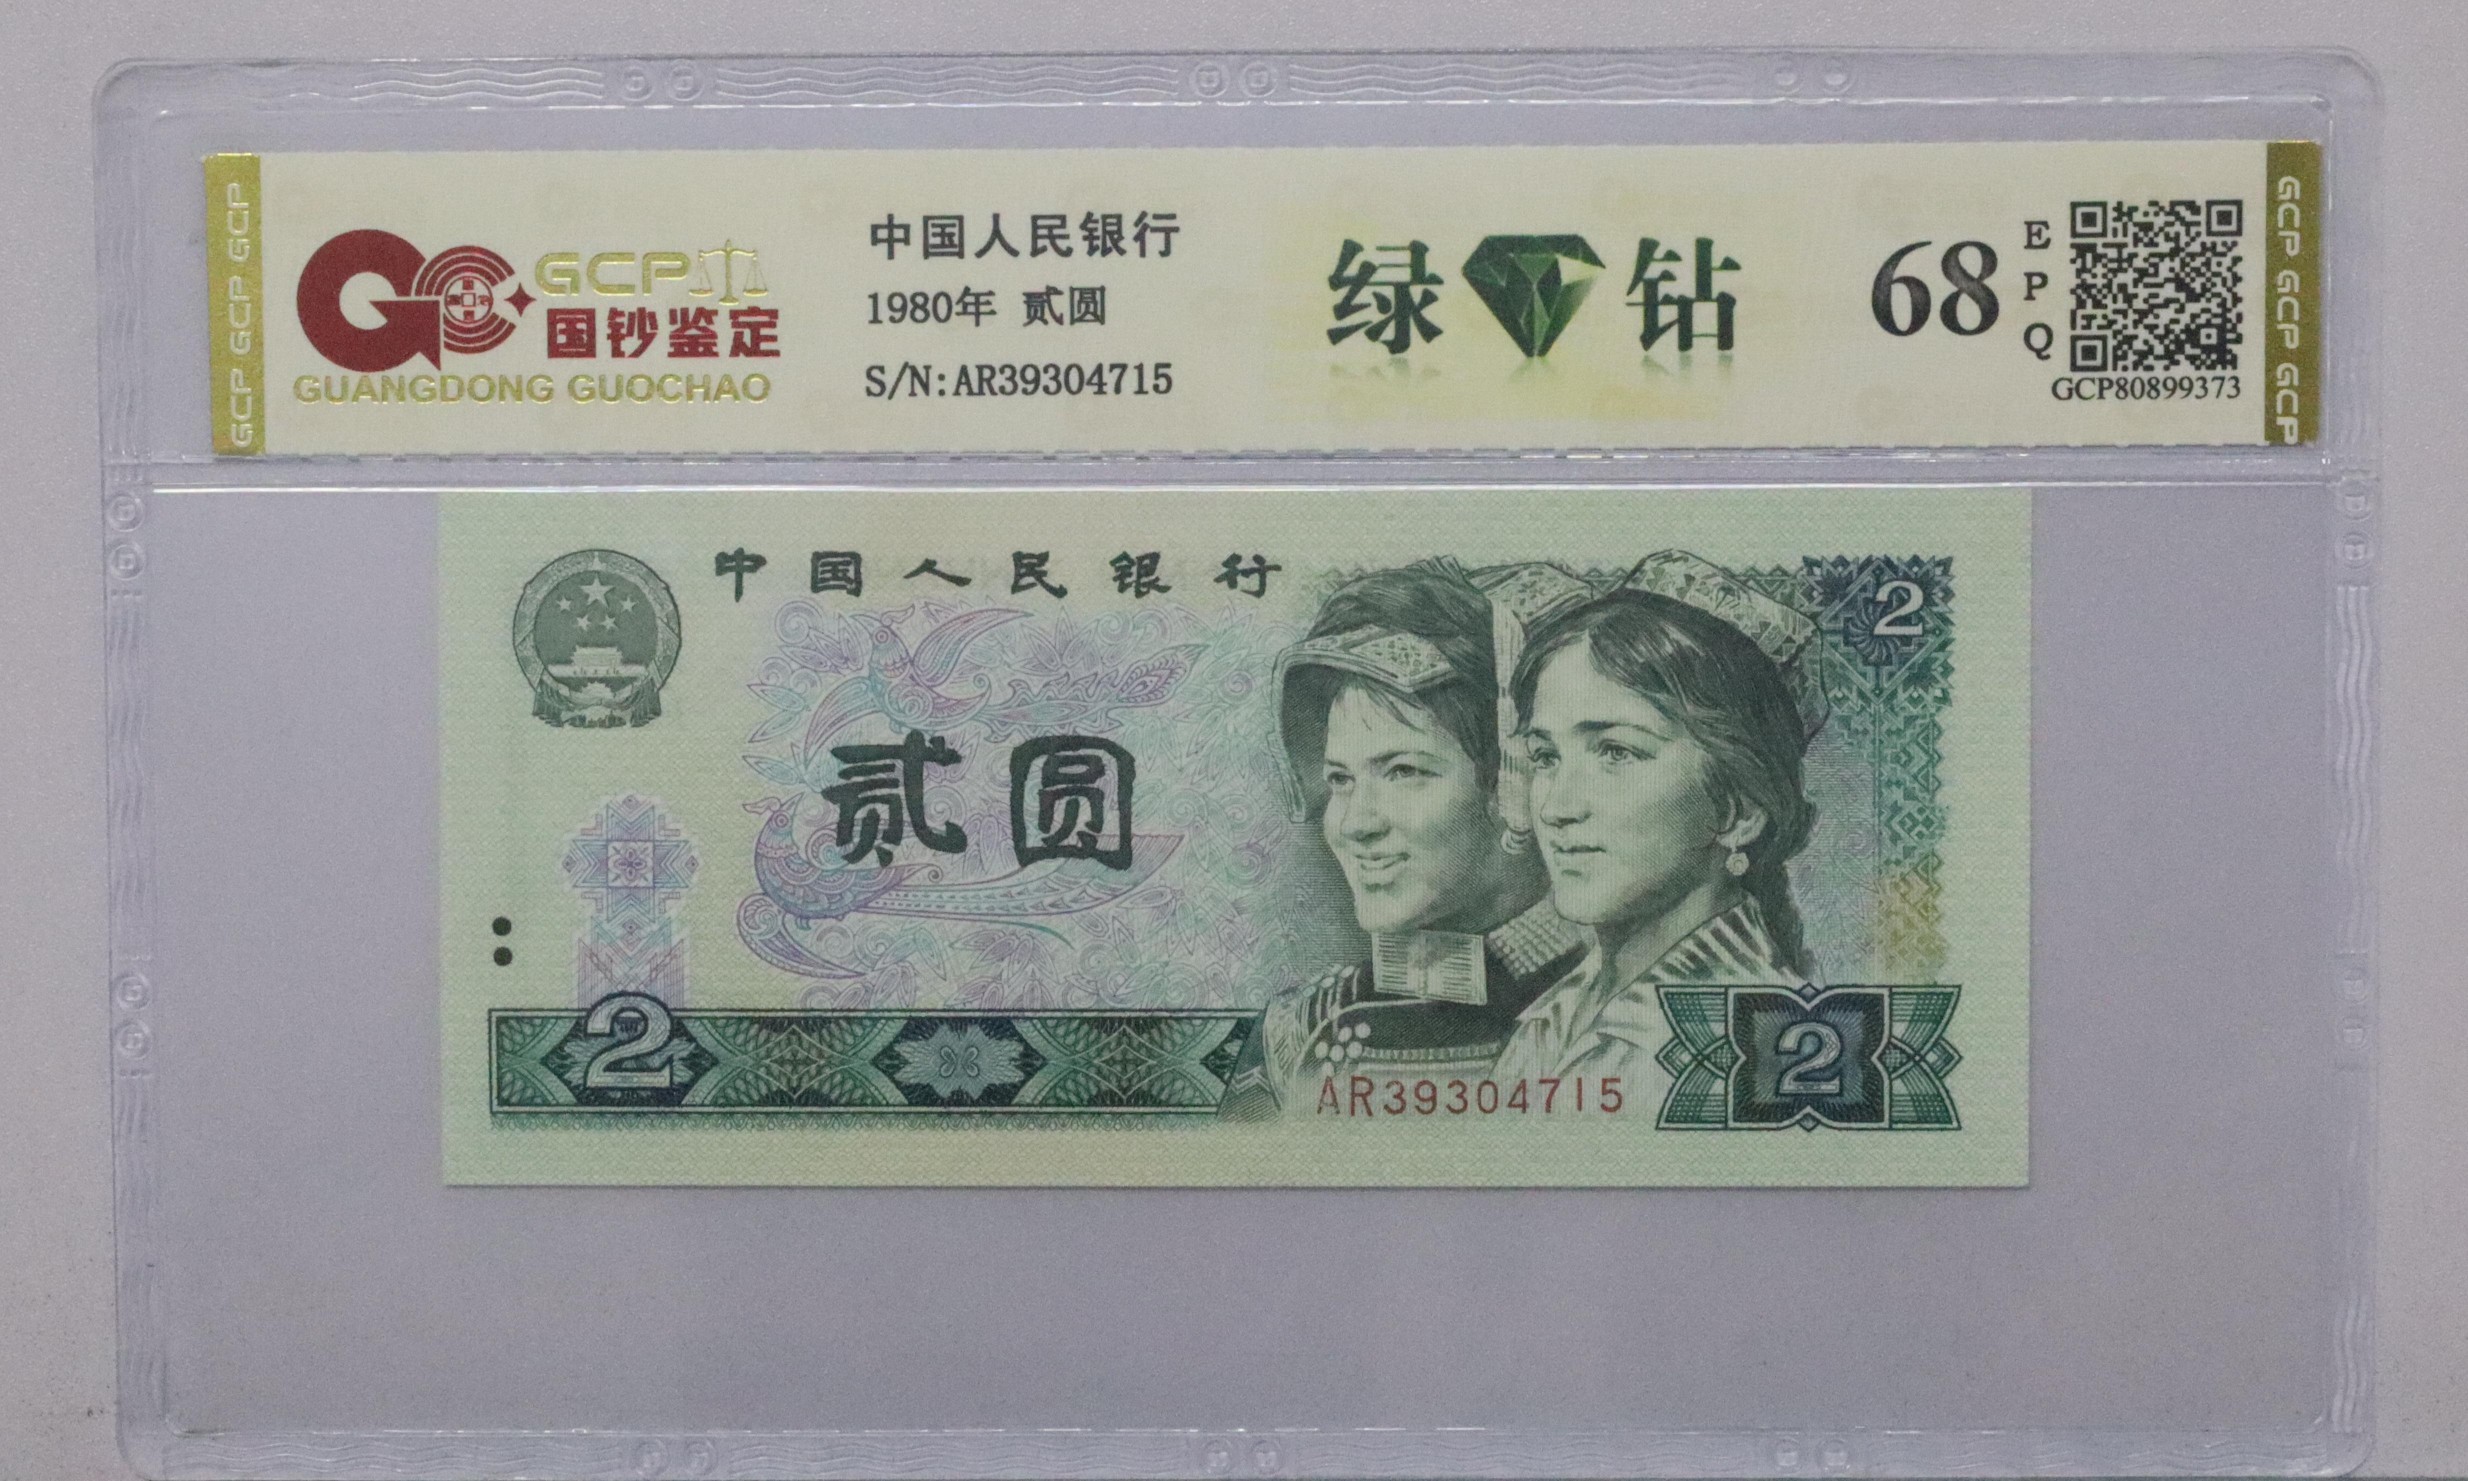 GCP GCP GCP
GCP
国钞鉴定
GUANGDONG GUOCHAO
中国人民银行
1980年 贰圆
S/N:AR39304715
绿钻
68
EPQ
GCP80899373
GCP GCP GCP
中国人民银行
2
贰圆
2
AR39304715
2